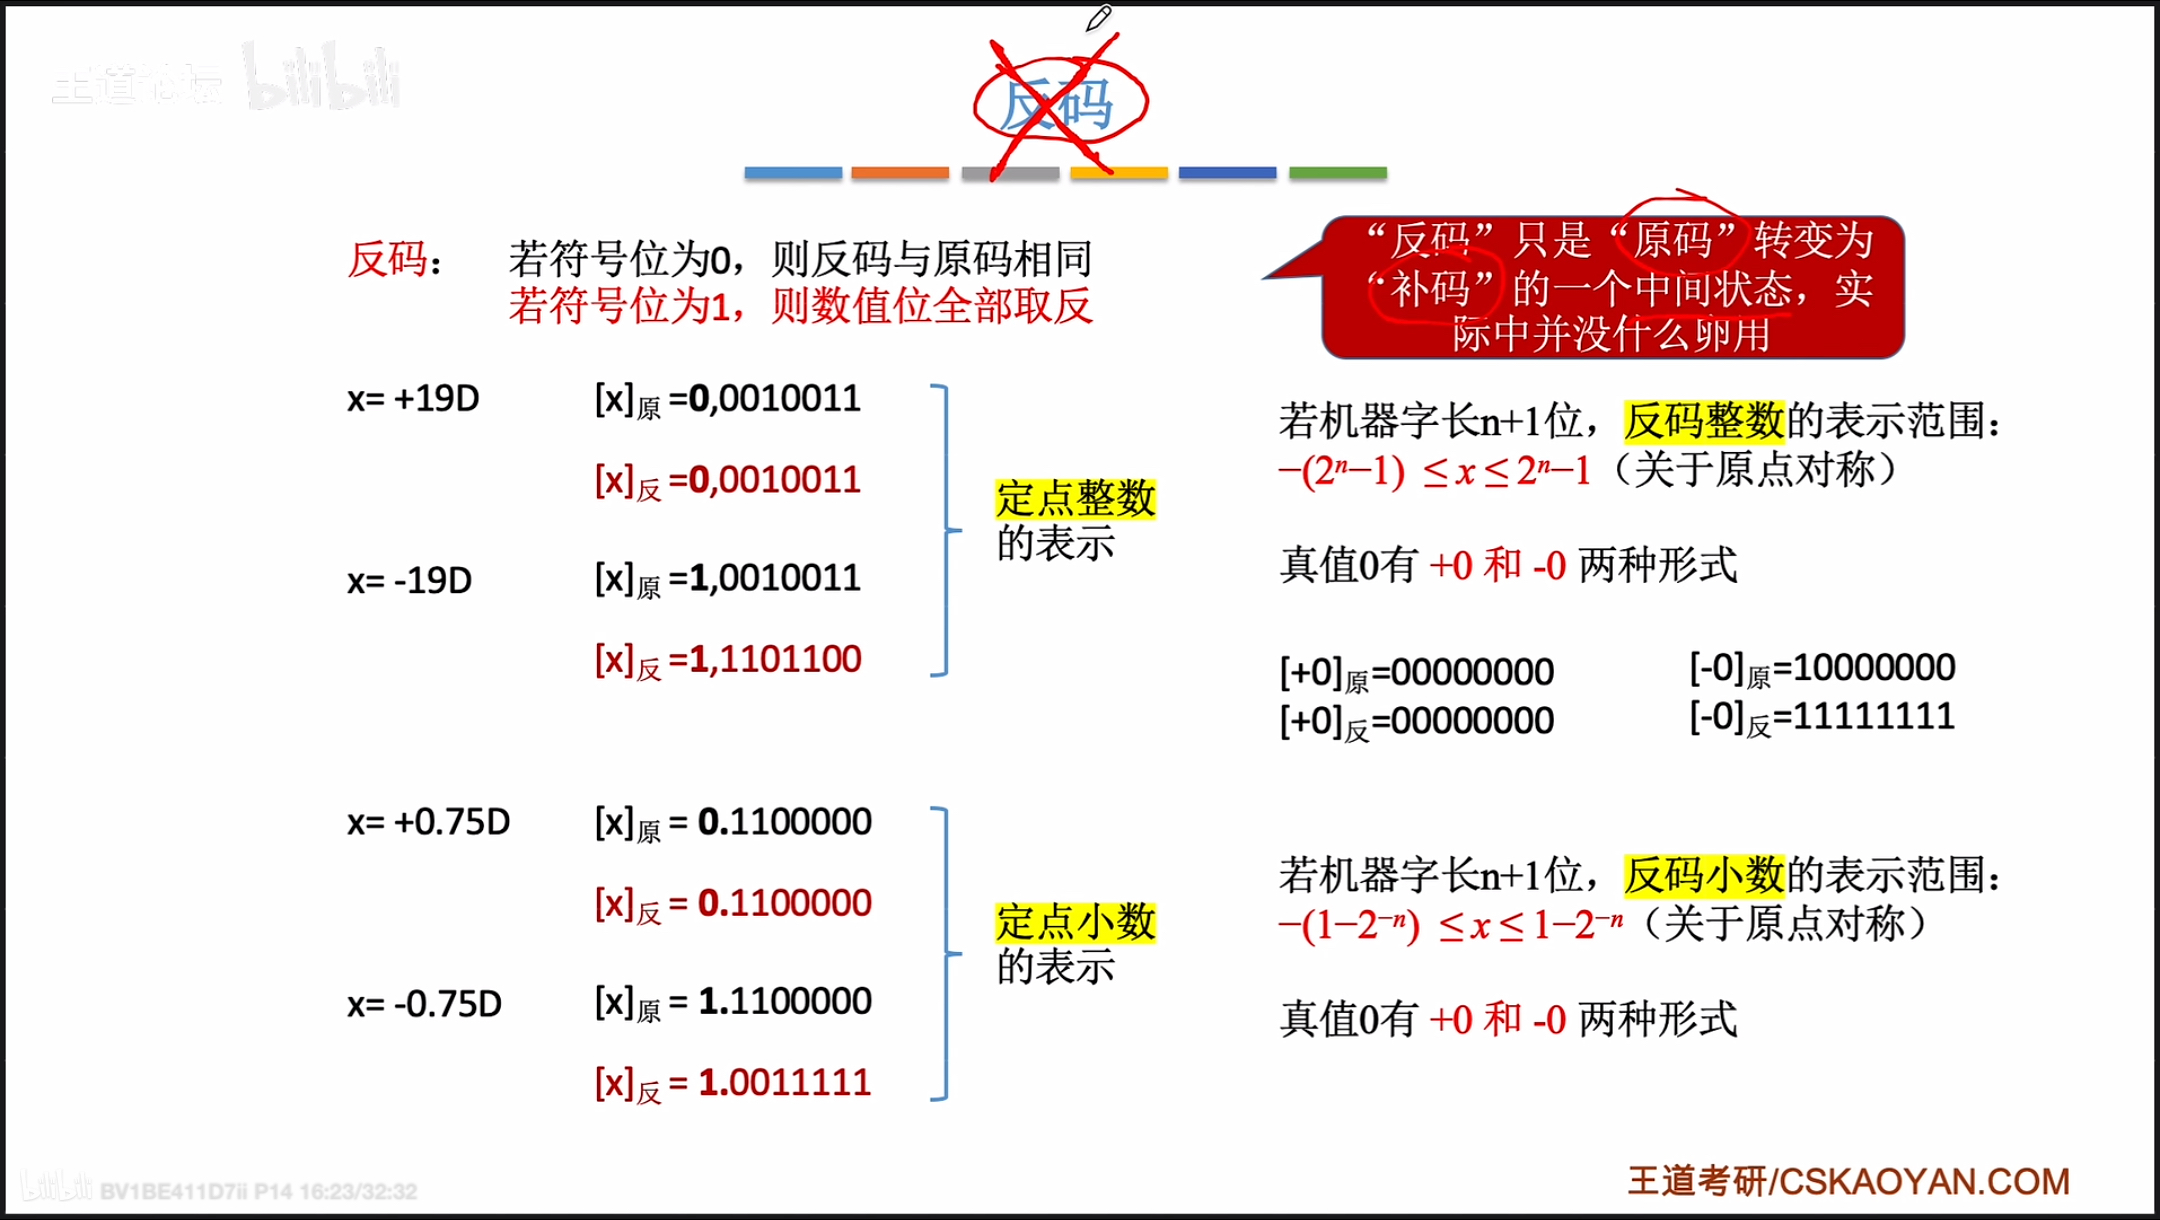 王道论坛 bilibili
反码
反码： 若符号位为0，则反码与原码相同
若符号位为1，则数值位全部取反
“反码”只是“原码”转变为
“补码”的一个中间状态，实
际中并没什么卵用
x= +19D [x]原 =0,0010011
[x]反 =0,0010011
x= -19D [x]原 =1,0010011
[x]反 =1,1101100
定点整数
的表示
若机器字长n+1位，反码整数的表示范围：
−(2ⁿ−1) ≤ x ≤ 2ⁿ−1（关于原点对称）
真值0有 +0 和 -0 两种形式
[+0]原=00000000 [-0]原=10000000
[+0]反=00000000 [-0]反=11111111
x= +0.75D [x]原 = 0.1100000
[x]反 = 0.1100000
x= -0.75D [x]原 = 1.1100000
[x]反 = 1.0011111
定点小数
的表示
若机器字长n+1位，反码小数的表示范围：
−(1−2⁻ⁿ) ≤ x ≤ 1−2⁻ⁿ（关于原点对称）
真值0有 +0 和 -0 两种形式
bilibili BV1BE411D7ii P14 16:23/32:32
王道考研/CSKAOYAN.COM